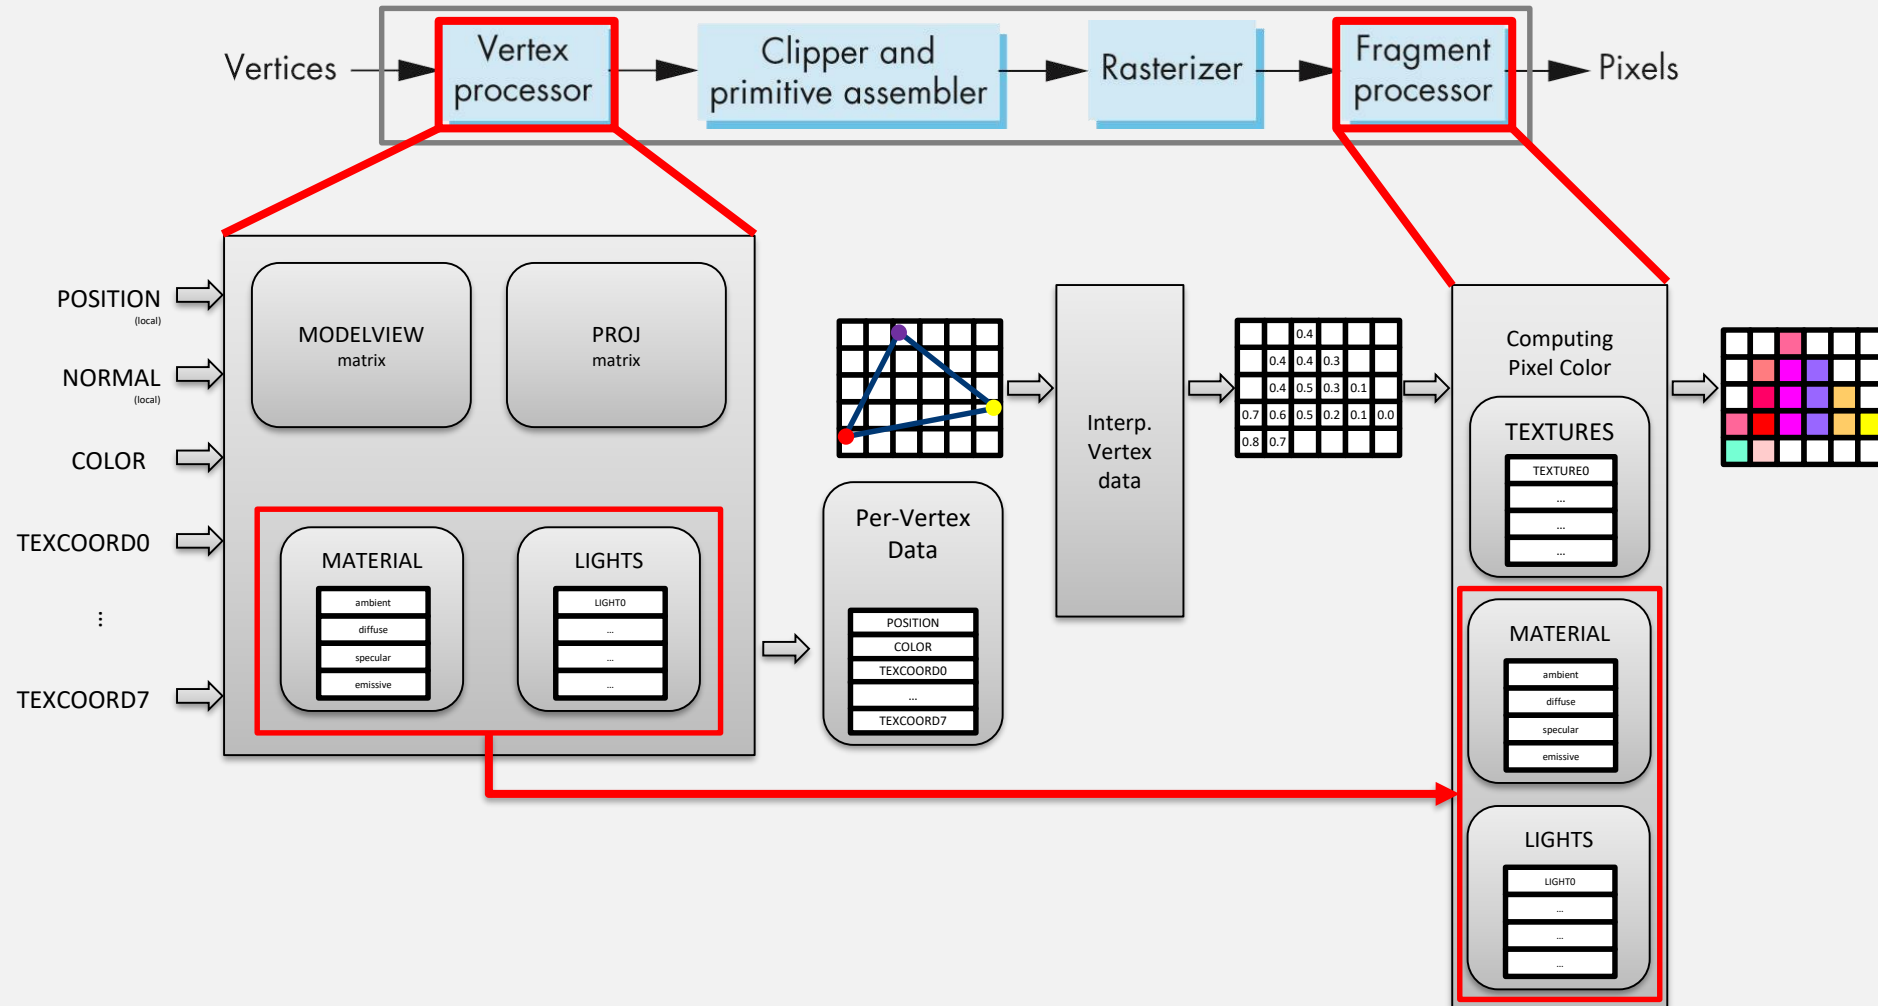 Vertices
Vertex
processor
Clipper and
primitive assembler
Rasterizer
Fragment
processor
Pixels
POSITION
(local)
NORMAL
(local)
COLOR
TEXCOORD0
...
TEXCOORD7
MODELVIEW
matrix
PROJ
matrix
MATERIAL
ambient
diffuse
specular
emissive
LIGHTS
LIGHT0
...
...
...
Per-Vertex
Data
POSITION
COLOR
TEXCOORD0
...
TEXCOORD7
Interp.
Vertex
data
0.4
0.4 0.4 0.3
0.4 0.5 0.3 0.1
0.7 0.6 0.5 0.2 0.1 0.0
0.8 0.7
Computing
Pixel Color
TEXTURES
TEXTURE0
...
...
...
MATERIAL
ambient
diffuse
specular
emissive
LIGHTS
LIGHT0
...
...
...